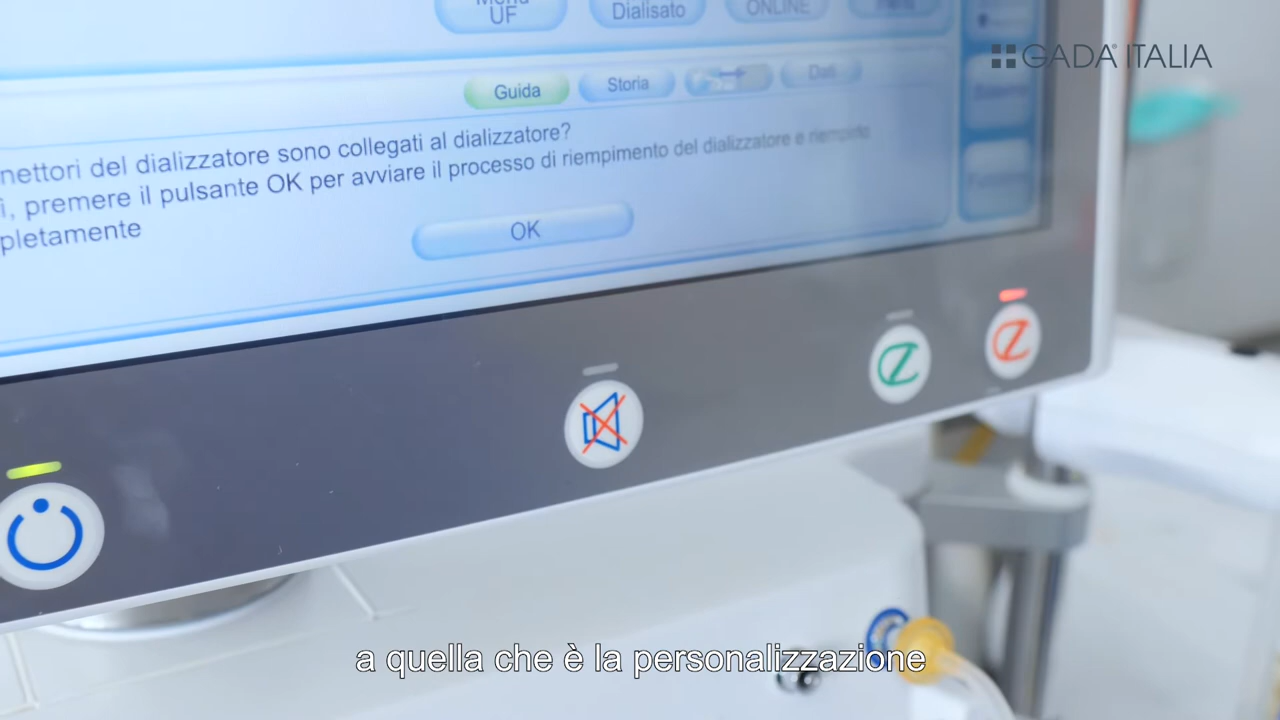 Menu
UF
Dialisato
ONLINE
GADA ITALIA
Guida
Storia
Dati
nettori del dializzatore sono collegati al dializzatore?
ì, premere il pulsante OK per avviare il processo di riempimento del dializzatore e riempirlo
pletamente
OK
a quella che è la personalizzazione